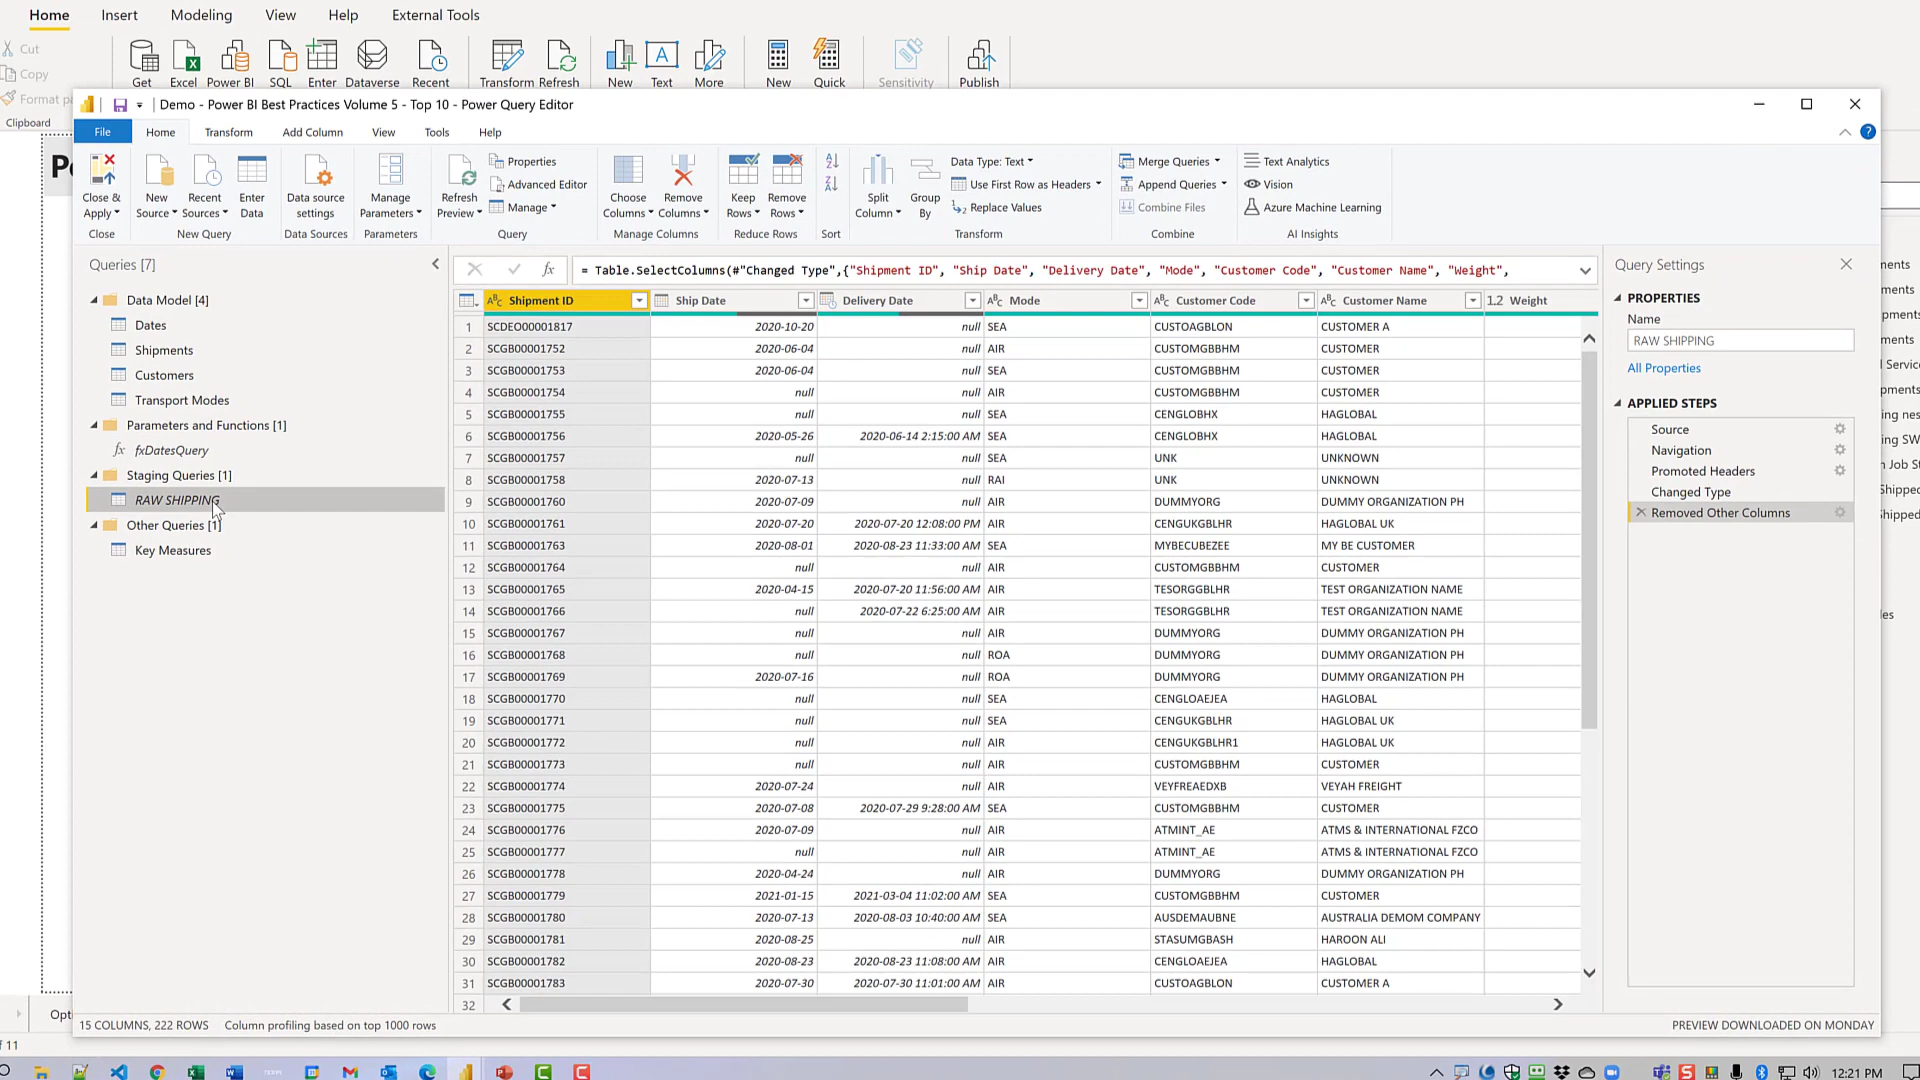 Home Insert Modeling View Help External Tools
Cut
Copy
Format
Clipboard
Get Excel Power BI SQL Enter Dataverse Recent Transform Refresh New Text More New Quick Sensitivity Publish
Demo - Power BI Best Practices Volume 5 - Top 10 - Power Query Editor
File Home Transform Add Column View Tools Help
Close & Apply
New Source
Recent Sources
Enter Data
Data source settings
Manage Parameters
Refresh Preview
Properties
Advanced Editor
Manage
Choose Columns
Remove Columns
Keep Rows
Remove Rows
Split Column
Group By
Data Type: Text
Use First Row as Headers
Replace Values
Merge Queries
Append Queries
Combine Files
Text Analytics
Vision
Azure Machine Learning
Close New Query Data Sources Parameters Query Manage Columns Reduce Rows Sort Transform Combine AI Insights
Queries [7]
Data Model [4]
Dates
Shipments
Customers
Transport Modes
Parameters and Functions [1]
fx fxDatesQuery
Staging Queries [1]
RAW SHIPPING
Other Queries [1]
Key Measures
fx = Table.SelectColumns(#"Changed Type",{"Shipment ID", "Ship Date", "Delivery Date", "Mode", "Customer Code", "Customer Name", "Weight",
Shipment ID Ship Date Delivery Date Mode Customer Code Customer Name 1.2 Weight
1 SCDEO00001817 2020-10-20 null SEA CUSTOAGBLON CUSTOMER A
2 SCGB00001752 2020-06-04 null AIR CUSTOMGBBHM CUSTOMER
3 SCGB00001753 2020-06-04 null SEA CUSTOMGBBHM CUSTOMER
4 SCGB00001754 null null AIR CUSTOMGBBHM CUSTOMER
5 SCGB00001755 null null SEA CENGLOBHX HAGLOBAL
6 SCGB00001756 2020-05-26 2020-06-14 2:15:00 AM SEA CENGLOBHX HAGLOBAL
7 SCGB00001757 null null SEA UNK UNKNOWN
8 SCGB00001758 2020-07-13 null RAI UNK UNKNOWN
9 SCGB00001760 2020-07-09 null AIR DUMMYORG DUMMY ORGANIZATION PH
10 SCGB00001761 2020-07-20 2020-07-20 12:08:00 PM AIR CENGUKGBLHR HAGLOBAL UK
11 SCGB00001763 2020-08-01 2020-08-23 11:33:00 AM SEA MYBECUBEZEE MY BE CUSTOMER
12 SCGB00001764 null null AIR CUSTOMGBBHM CUSTOMER
13 SCGB00001765 2020-04-15 2020-07-20 11:56:00 AM AIR TESORGGBLHR TEST ORGANIZATION NAME
14 SCGB00001766 null 2020-07-22 6:25:00 AM AIR TESORGGBLHR TEST ORGANIZATION NAME
15 SCGB00001767 null null AIR DUMMYORG DUMMY ORGANIZATION PH
16 SCGB00001768 null null ROA DUMMYORG DUMMY ORGANIZATION PH
17 SCGB00001769 2020-07-16 null ROA DUMMYORG DUMMY ORGANIZATION PH
18 SCGB00001770 null null SEA CENGLOAEJEA HAGLOBAL
19 SCGB00001771 null null SEA CENGUKGBLHR HAGLOBAL UK
20 SCGB00001772 null null AIR CENGUKGBLHR1 HAGLOBAL UK
21 SCGB00001773 null null AIR CUSTOMGBBHM CUSTOMER
22 SCGB00001774 2020-07-24 null AIR VEYFREAEDXB VEYAH FREIGHT
23 SCGB00001775 2020-07-08 2020-07-29 9:28:00 AM SEA CUSTOMGBBHM CUSTOMER
24 SCGB00001776 2020-07-09 null AIR ATMINT_AE ATMS & INTERNATIONAL FZCO
25 SCGB00001777 null null AIR ATMINT_AE ATMS & INTERNATIONAL FZCO
26 SCGB00001778 2020-04-24 null AIR DUMMYORG DUMMY ORGANIZATION PH
27 SCGB00001779 2021-01-15 2021-03-04 11:02:00 AM SEA CUSTOMGBBHM CUSTOMER
28 SCGB00001780 2020-07-13 2020-08-03 10:40:00 AM SEA AUSDEMAUBNE AUSTRALIA DEMOM COMPANY
29 SCGB00001781 2020-08-25 null AIR STASUMGBASH HAROON ALI
30 SCGB00001782 2020-08-23 2020-08-23 11:08:00 AM AIR CENGLOAEJEA HAGLOBAL
31 SCGB00001783 2020-07-30 2020-07-30 11:01:00 AM AIR CUSTOAGBLON CUSTOMER A
32
Query Settings
PROPERTIES
Name
RAW SHIPPING
All Properties
APPLIED STEPS
Source
Navigation
Promoted Headers
Changed Type
Removed Other Columns
15 COLUMNS, 222 ROWS Column profiling based on top 1000 rows PREVIEW DOWNLOADED ON MONDAY
12:21 PM